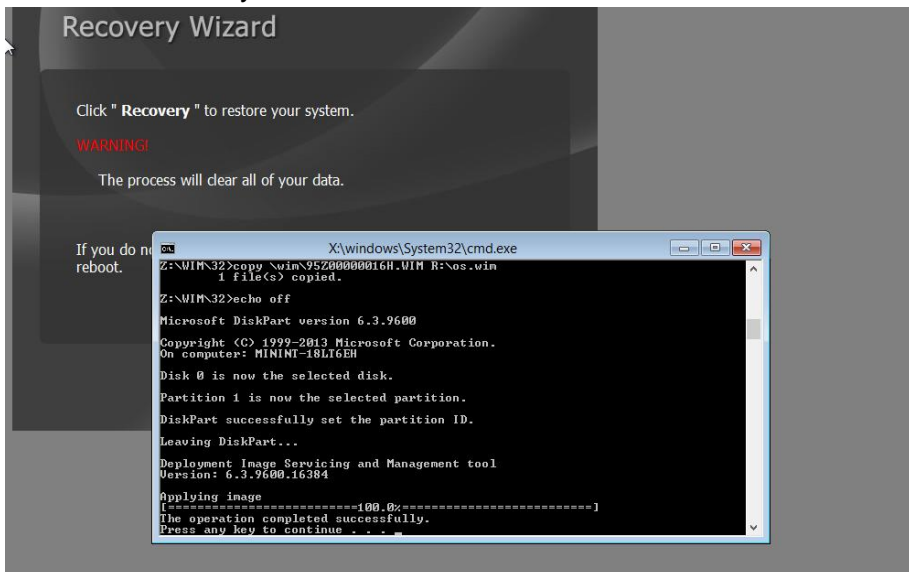 Recovery Wizard
Click " Recovery " to restore your system.
WARNING!
The process will clear all of your data.
If you do n
reboot.
X:\windows\System32\cmd.exe
Z:\WIM\32>copy \wim\95Z00000016H.WIM R:\os.wim
1 file(s) copied.
Z:\WIM\32>echo off
Microsoft DiskPart version 6.3.9600
Copyright (C) 1999-2013 Microsoft Corporation.
On computer: MININT-18LT6EH
Disk 0 is now the selected disk.
Partition 1 is now the selected partition.
DiskPart successfully set the partition ID.
Leaving DiskPart...
Deployment Image Servicing and Management tool
Version: 6.3.9600.16384
Applying image
[==========================100.0%==========================]
The operation completed successfully.
Press any key to continue . . . _